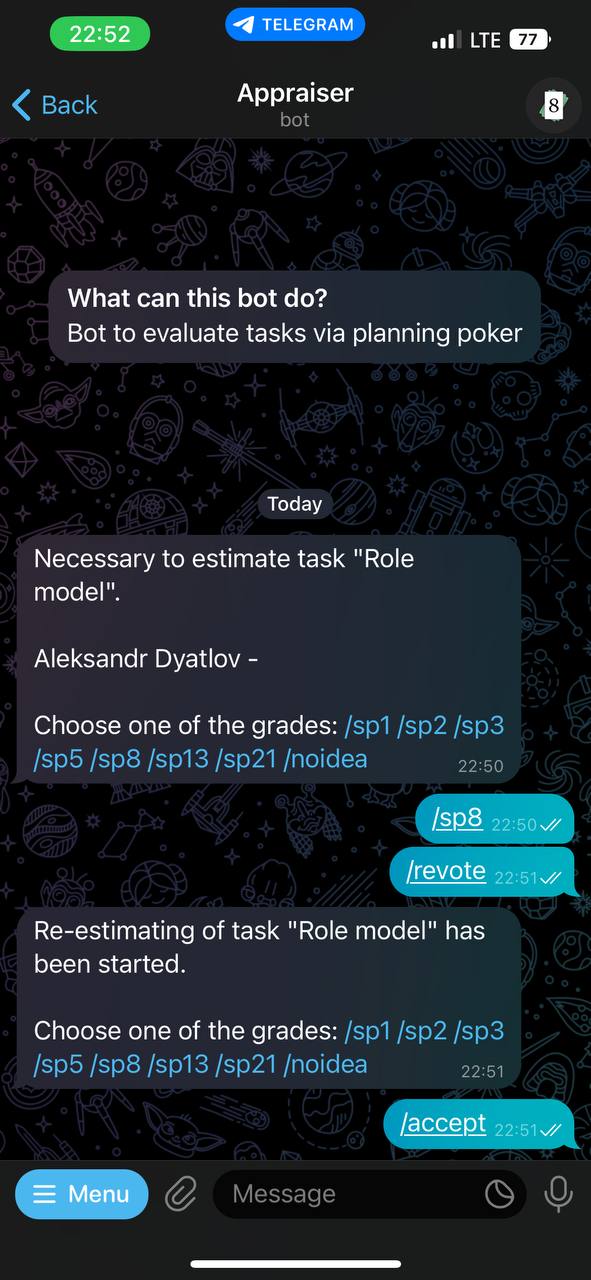 22:52
TELEGRAM
LTE 77
Back
Appraiser
bot
8
What can this bot do?
Bot to evaluate tasks via planning poker
Today
Necessary to estimate task "Role
model".
Aleksandr Dyatlov -
Choose one of the grades: /sp1 /sp2 /sp3
/sp5 /sp8 /sp13 /sp21 /noidea
22:50
/sp8 22:50
/revote 22:51
Re-estimating of task "Role model" has
been started.
Choose one of the grades: /sp1 /sp2 /sp3
/sp5 /sp8 /sp13 /sp21 /noidea
22:51
/accept 22:51
Menu
Message